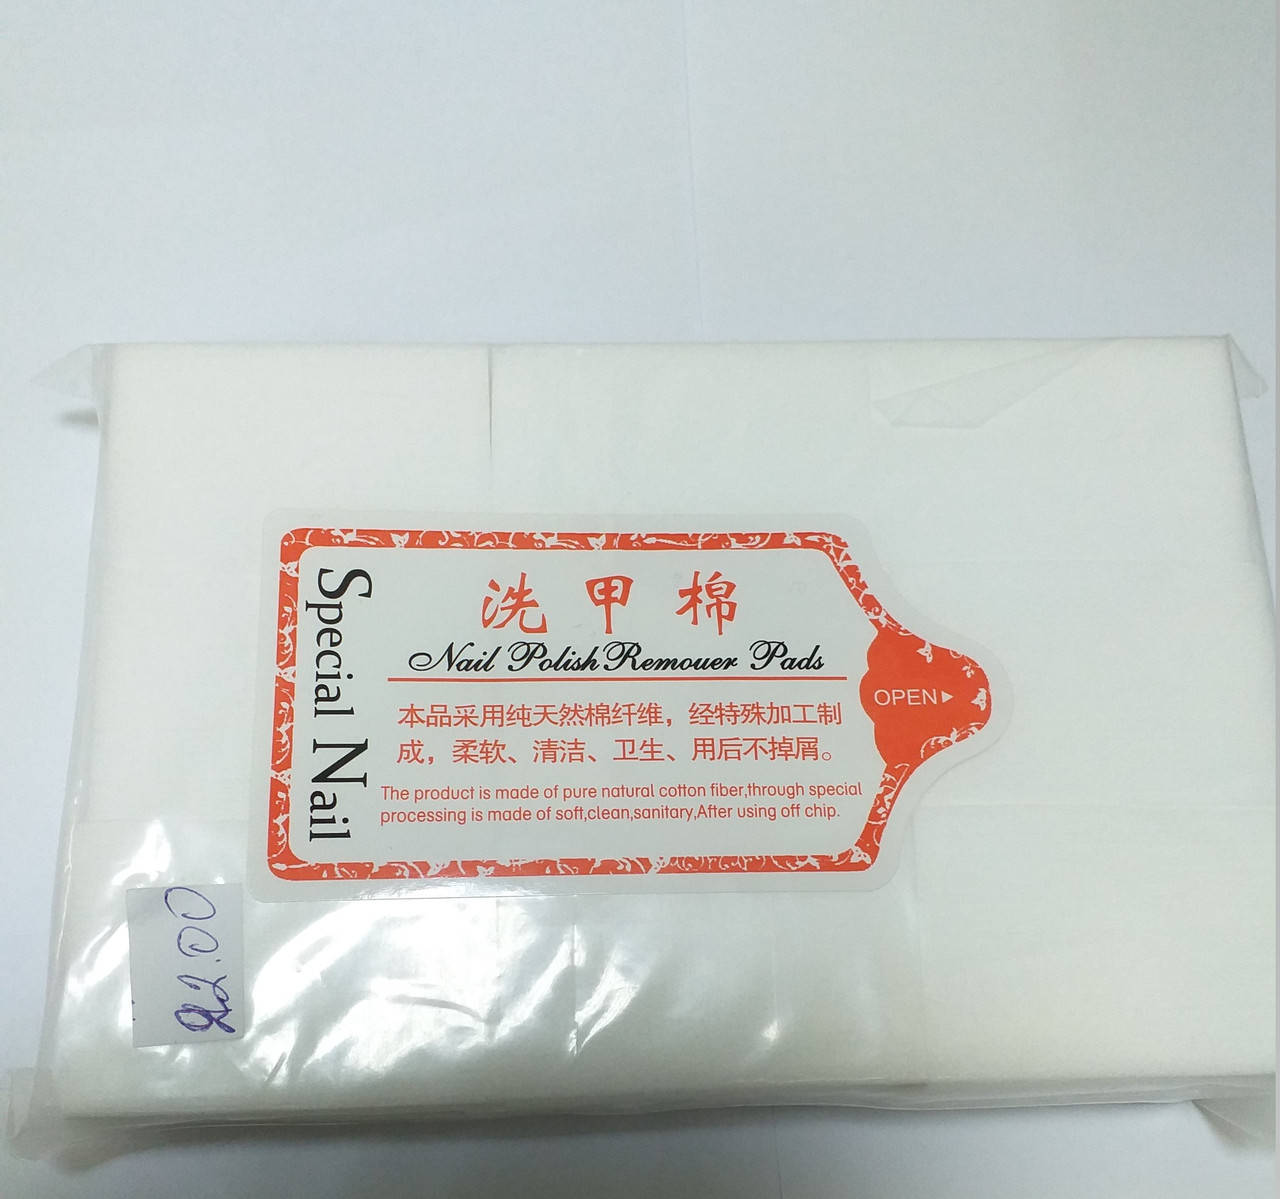 洗甲棉
Nail Polish Remouer Pads
本品采用纯天然棉纤维，经特殊加工制
成，柔软、清洁、卫生、用后不掉屑。
The product is made of pure natural cotton fiber,through special
processing is made of soft,clean,sanitary,After using off chip.
Special Nail
OPEN